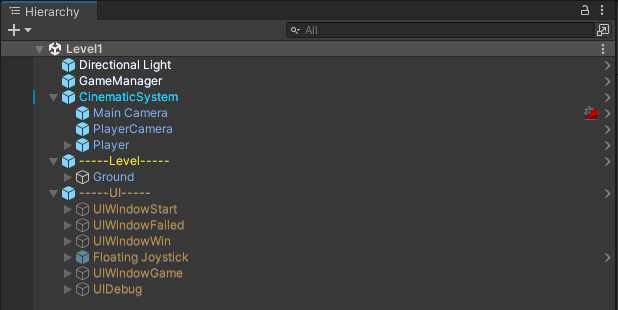 Hierarchy
All
Level1
Directional Light
GameManager
CinematicSystem
Main Camera
PlayerCamera
Player
-----Level-----
Ground
-----UI-----
UIWindowStart
UIWindowFailed
UIWindowWin
Floating Joystick
UIWindowGame
UIDebug